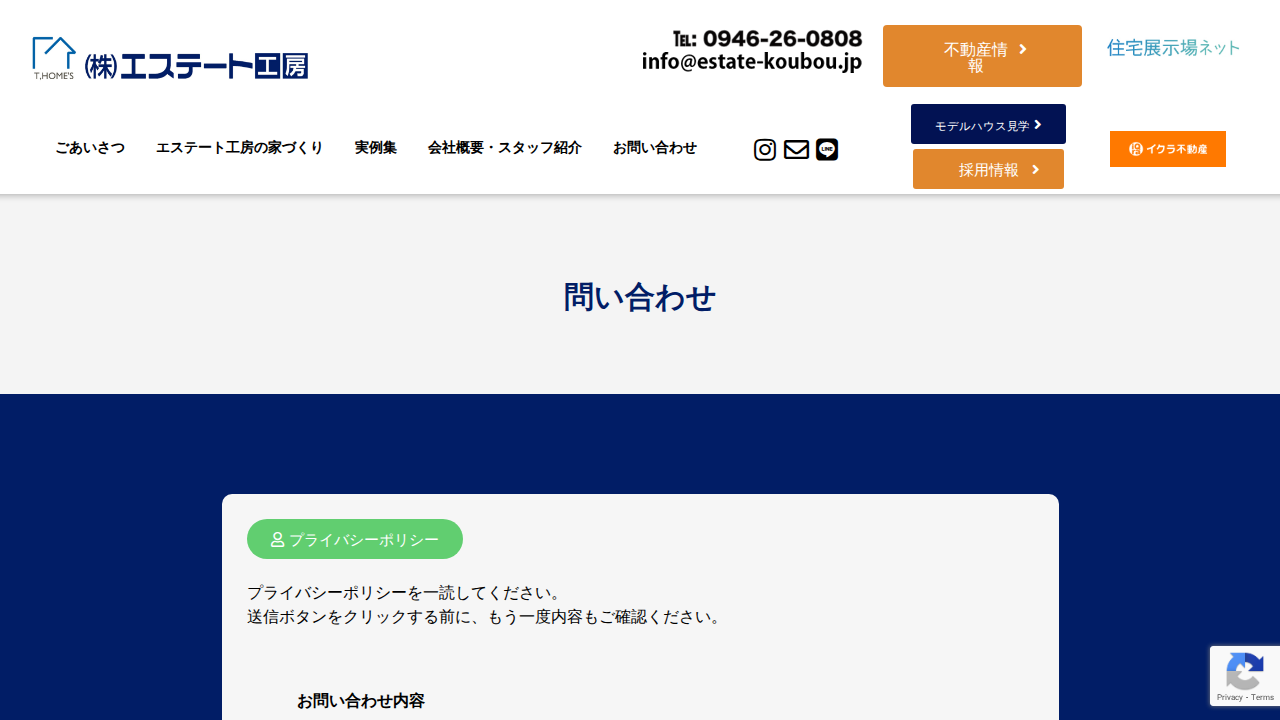 T,HOME'S
㈱エステート工房
TEL: 0946-26-0808
info@estate-koubou.jp
不動産情
報
住宅展示場ネット
ごあいさつ
エステート工房の家づくり
実例集
会社概要・スタッフ紹介
お問い合わせ
LINE
モデルハウス見学
採用情報
イクラ不動産
問い合わせ
プライバシーポリシー
プライバシーポリシーを一読してください。
送信ボタンをクリックする前に、もう一度内容もご確認ください。
お問い合わせ内容
Privacy - Terms